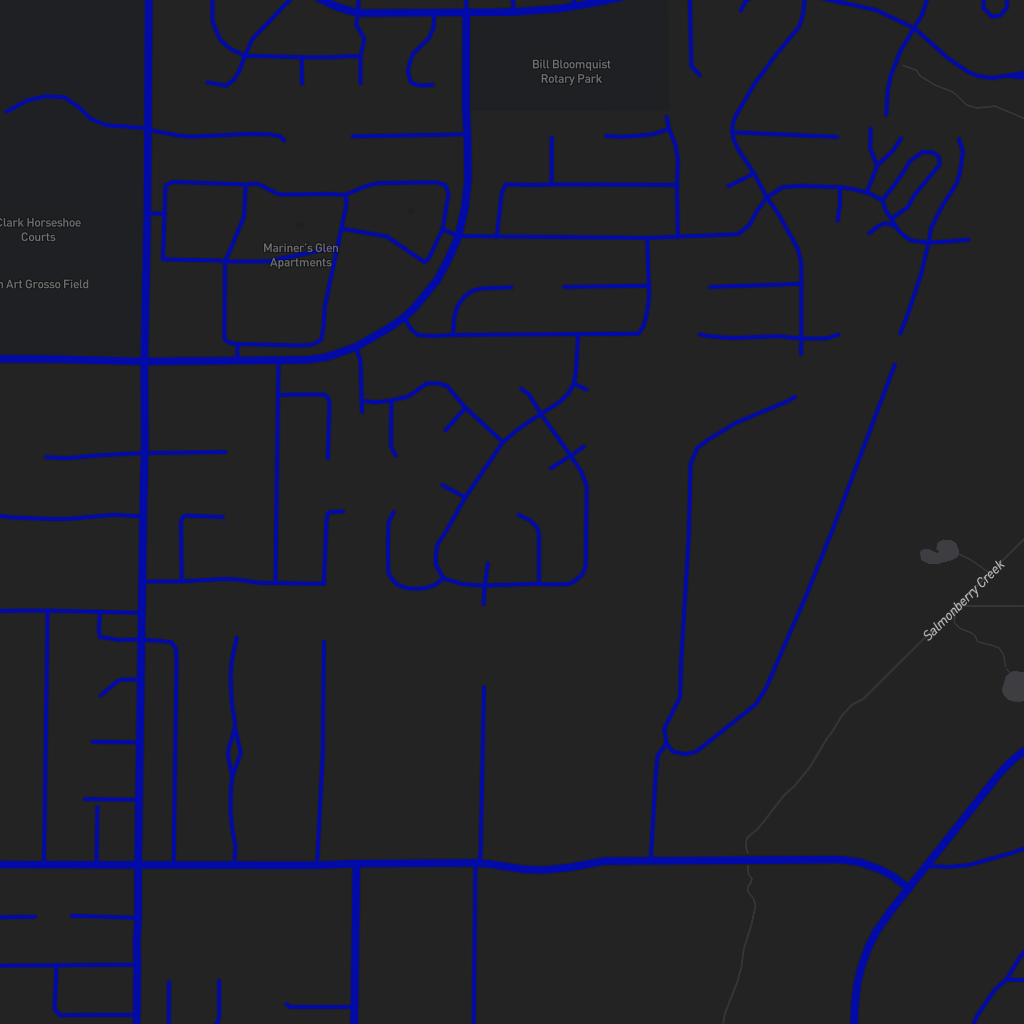 Bill Bloomquist
Rotary Park
Clark Horseshoe
Courts
Mariner's Glen
Apartments
Art Grosso Field
Salmonberry Creek